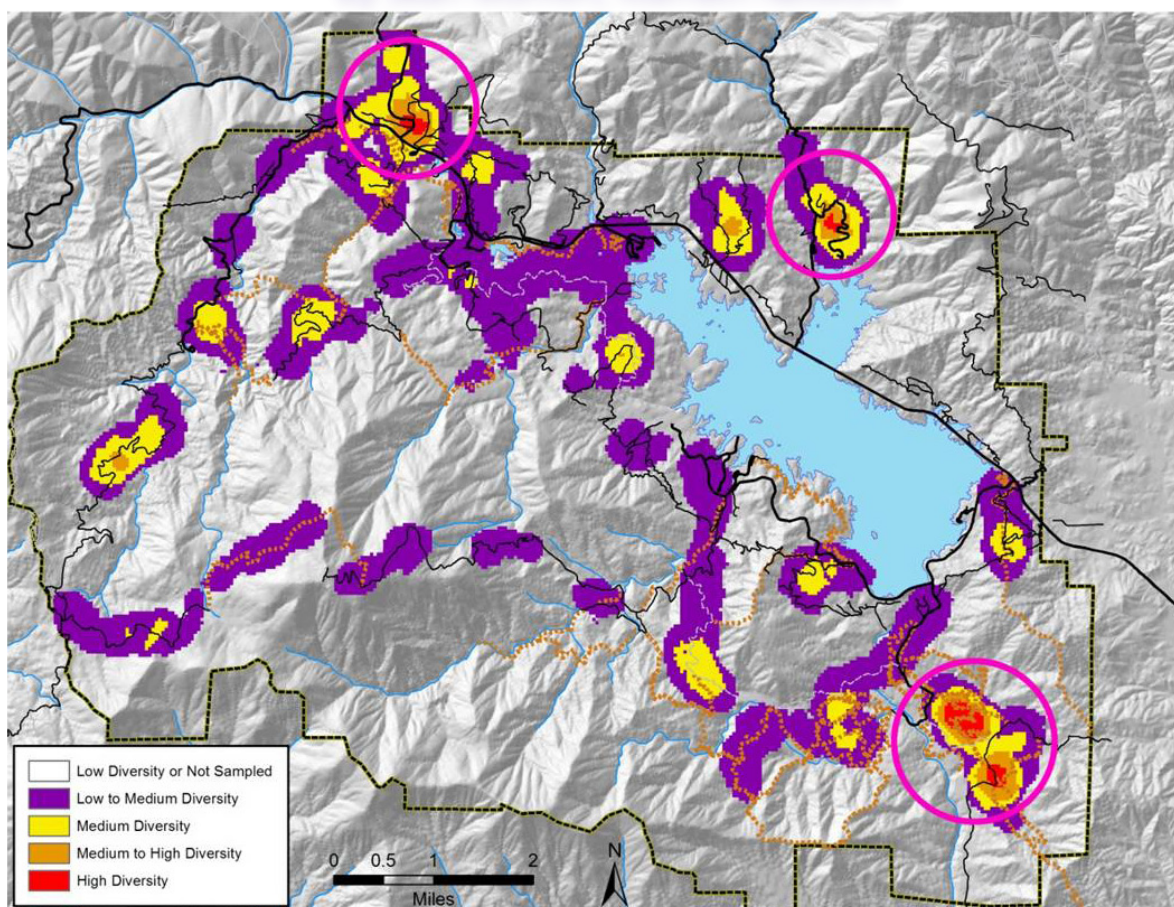 Low Diversity or Not Sampled
Low to Medium Diversity
Medium Diversity
Medium to High Diversity
High Diversity
0 0.5 1 2
Miles
N